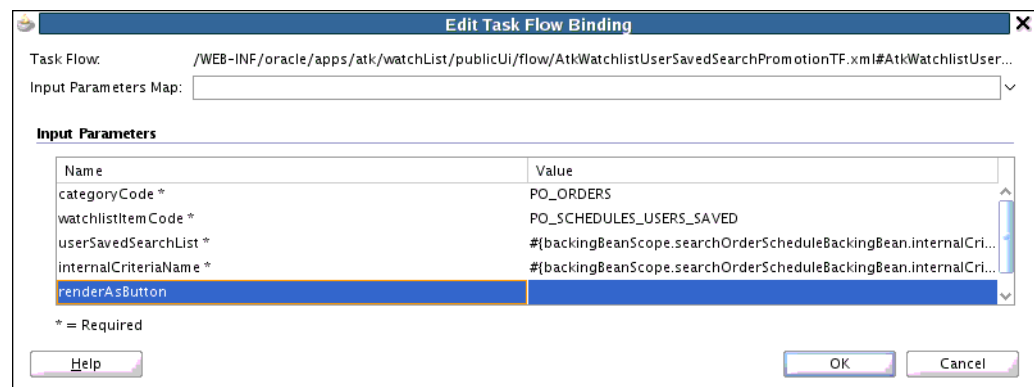 Edit Task Flow Binding
Task Flow: /WEB-INF/oracle/apps/atk/watchList/publicUi/flow/AtkWatchlistUserSavedSearchPromotionTF.xml#AtkWatchlistUser...
Input Parameters Map:
Input Parameters
Name Value
categoryCode * PO_ORDERS
watchlistItemCode * PO_SCHEDULES_USERS_SAVED
userSavedSearchList * #{backingBeanScope.searchOrderScheduleBackingBean.internalCri...
internalCriteriaName * #{backingBeanScope.searchOrderScheduleBackingBean.internalCri...
renderAsButton
* = Required
Help OK Cancel